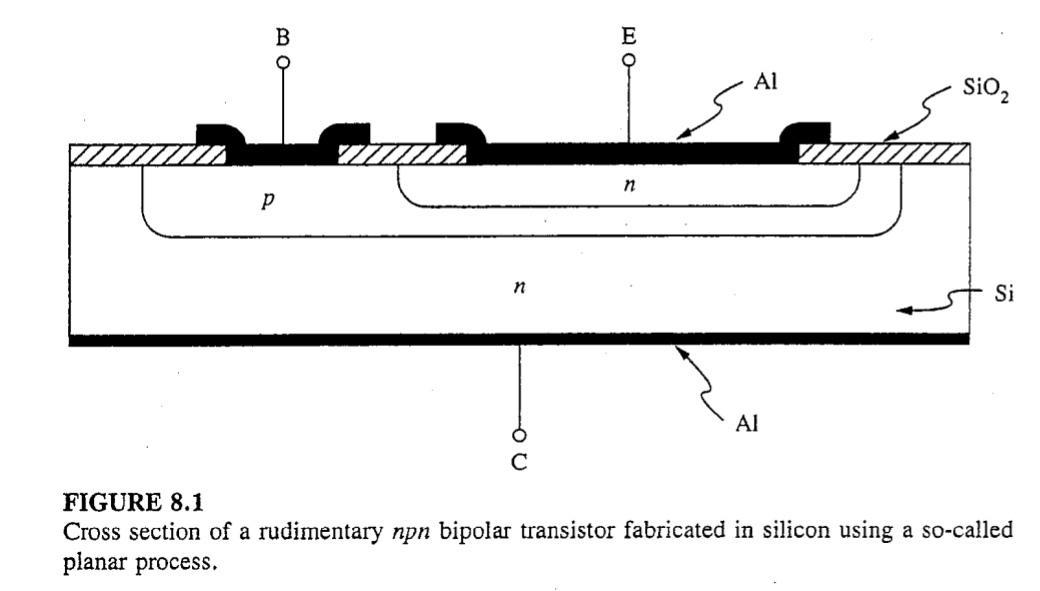 B
E
Al
SiO₂
p
n
n
Si
Al
C
FIGURE 8.1
Cross section of a rudimentary npn bipolar transistor fabricated in silicon using a so-called
planar process.